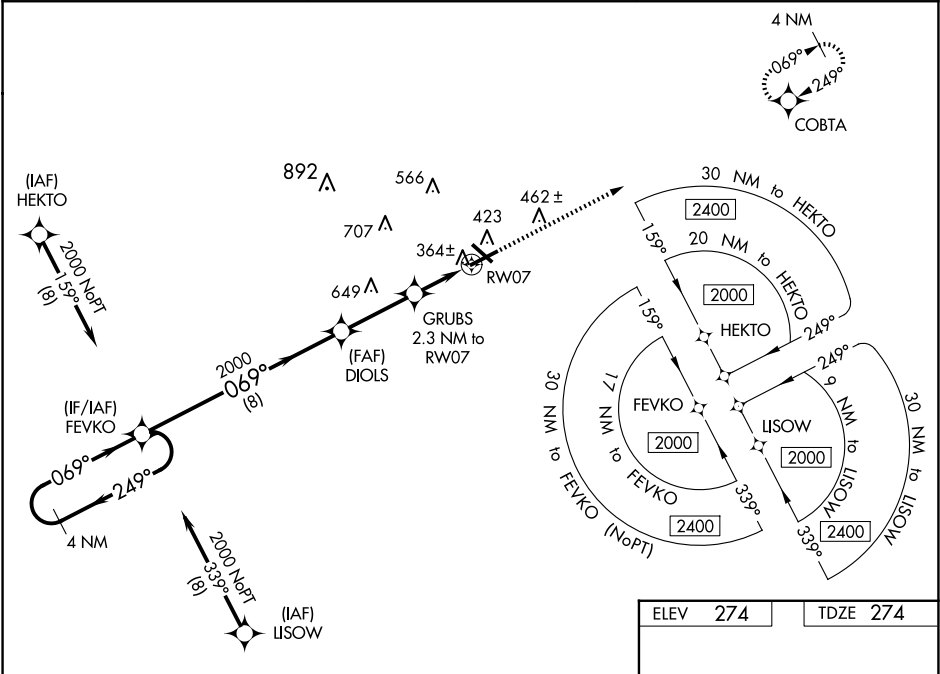 4 NM
069°
249°
COBTA
(IAF)
HEKTO
2000 NoPT
159°
(8)
892
566
707
462 ±
423
364±
649
RW07
GRUBS
2.3 NM to
RW07
(FAF)
DIOLS
2000
069°
(8)
(IF/IAF)
FEVKO
069°
249°
4 NM
2000 NoPT
339°
(8)
(IAF)
LISOW
30 NM to HEKTO
2400
159°
20 NM to HEKTO
2000
HEKTO
249°
159°
30 NM to FEVKO (NoPT)
17 NM to FEVKO
FEVKO
2000
339°
2400
249°
LISOW
9 NM to LISOW
2000
30 NM to LISOW
339°
2400
ELEV 274
TDZE 274